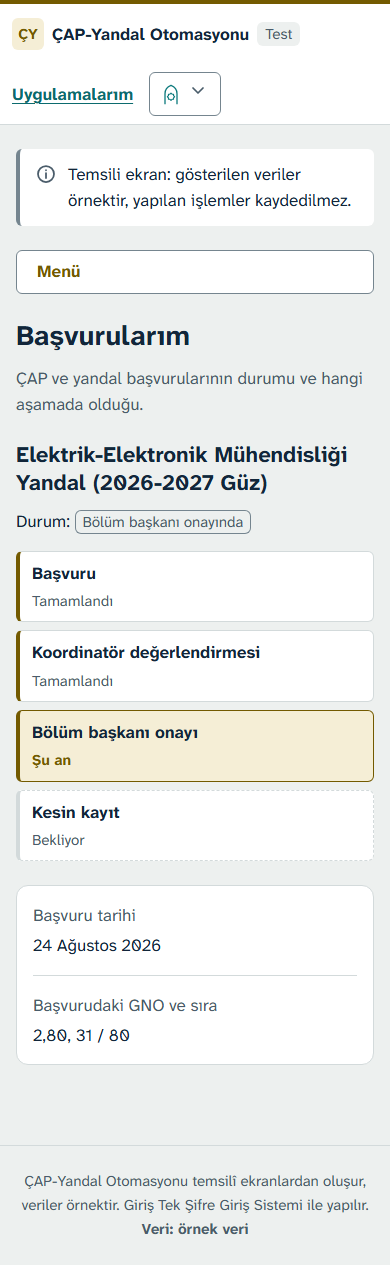 ÇY ÇAP-Yandal Otomasyonu Test
Uygulamalarım
Temsili ekran: gösterilen veriler
örnektir, yapılan işlemler kaydedilmez.
Menü
Başvurularım
ÇAP ve yandal başvurularının durumu ve hangi
aşamada olduğu.
Elektrik-Elektronik Mühendisliği
Yandal (2026-2027 Güz)
Durum: Bölüm başkanı onayında
Başvuru
Tamamlandı
Koordinatör değerlendirmesi
Tamamlandı
Bölüm başkanı onayı
Şu an
Kesin kayıt
Bekliyor
Başvuru tarihi
24 Ağustos 2026
Başvurudaki GNO ve sıra
2,80, 31 / 80
ÇAP-Yandal Otomasyonu temsilî ekranlardan oluşur,
veriler örnektir. Giriş Tek Şifre Giriş Sistemi ile yapılır.
Veri: örnek veri